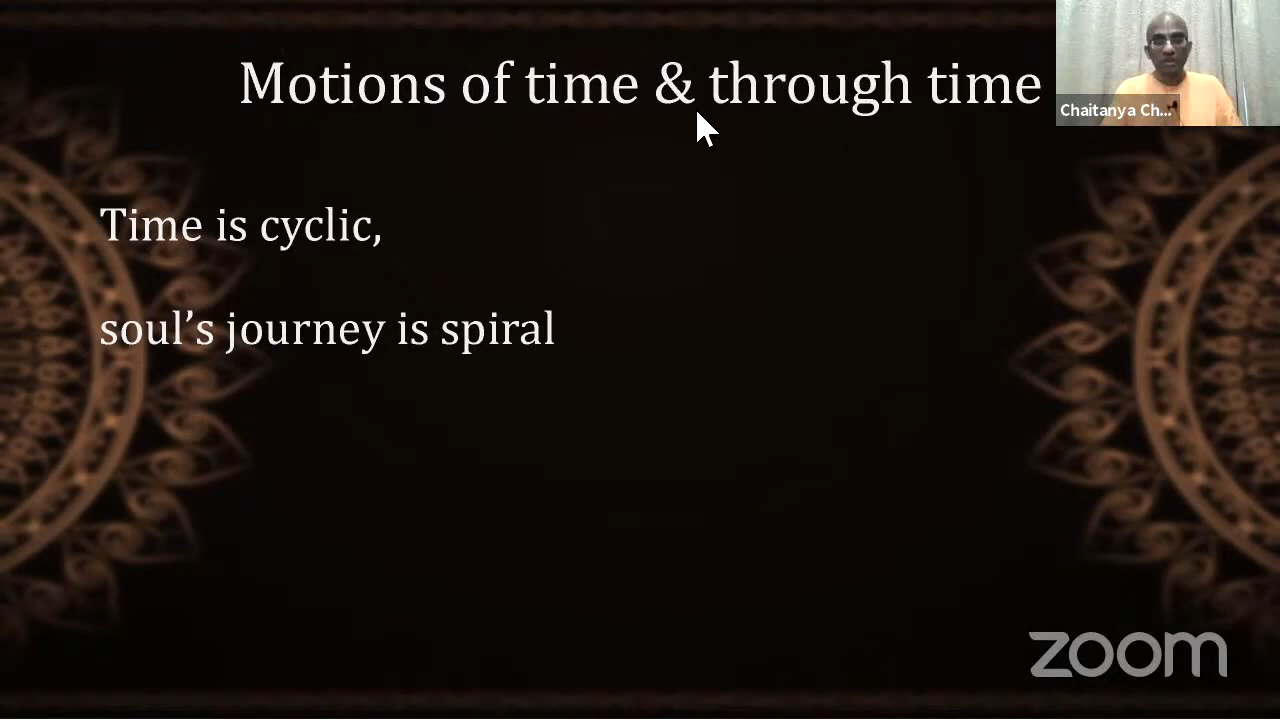 Motions of time & through time
Chaitanya Ch...
Time is cyclic,
soul’s journey is spiral
zoom